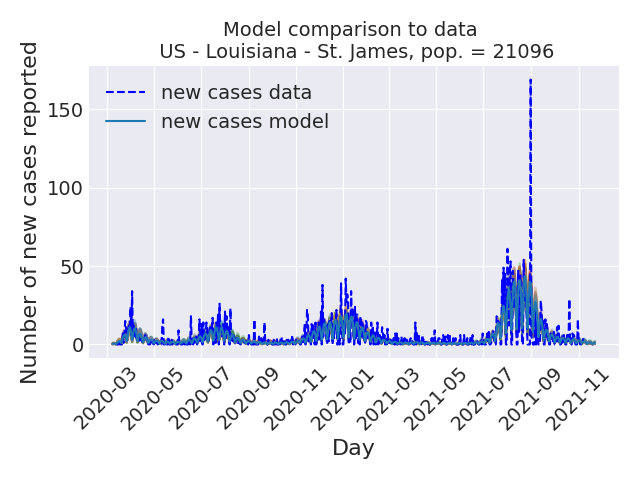 Model comparison to data
US - Louisiana - St. James, pop. = 21096
Number of new cases reported
new cases data
new cases model
150
100
50
0
2020-03
2020-05
2020-07
2020-09
2020-11
2021-01
2021-03
2021-05
2021-07
2021-09
2021-11
Day